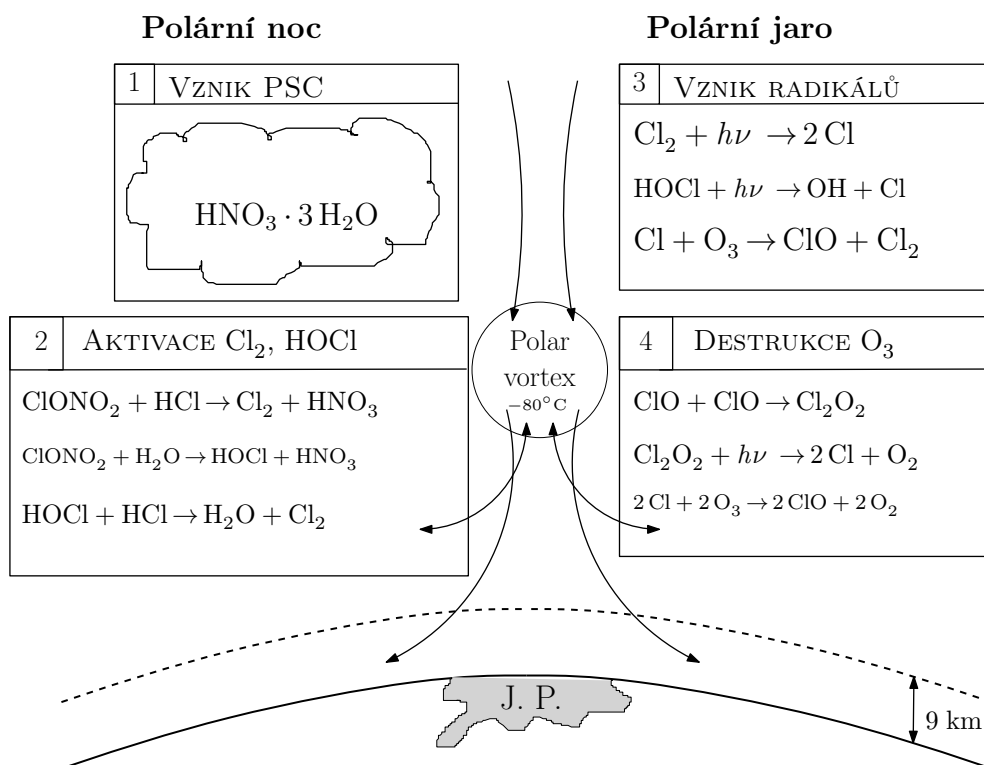 Polární noc
1 Vznik PSC
HNO₃ · 3 H₂O
2 Aktivace Cl₂, HOCl
ClONO₂ + HCl → Cl₂ + HNO₃
ClONO₂ + H₂O → HOCl + HNO₃
HOCl + HCl → H₂O + Cl₂
Polar
vortex
−80° C
Polární jaro
3 Vznik radikálů
Cl₂ + hν → 2 Cl
HOCl + hν → OH + Cl
Cl + O₃ → ClO + Cl₂
4 Destrukce O₃
ClO + ClO → Cl₂O₂
Cl₂O₂ + hν → 2 Cl + O₂
2 Cl + 2 O₃ → 2 ClO + 2 O₂
J. P.
9 km